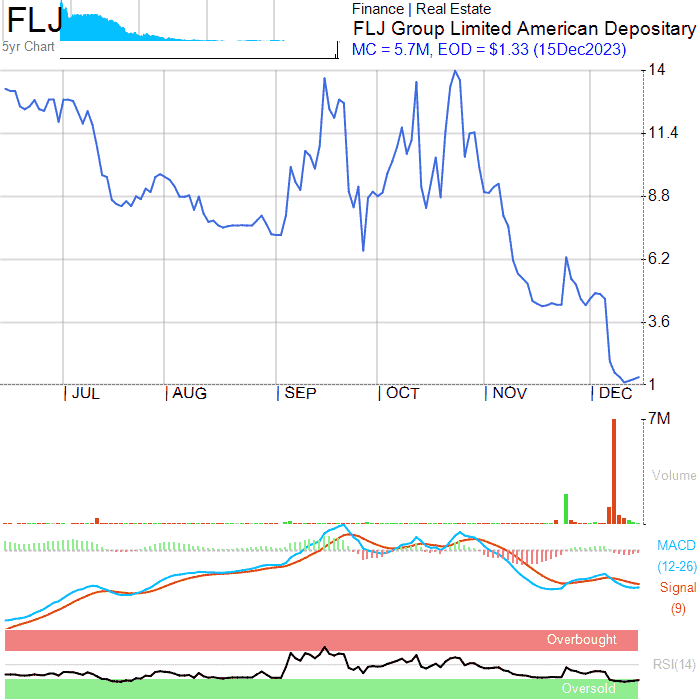 FLJ
5yr Chart
Finance | Real Estate
FLJ Group Limited American Depositary
MC = 5.7M, EOD = $1.33 (15Dec2023)
14
11.4
8.8
6.2
3.6
1
JUL AUG SEP OCT NOV DEC
7M
Volume
MACD
(12-26)
Signal
(9)
Overbought
RSI(14)
Oversold